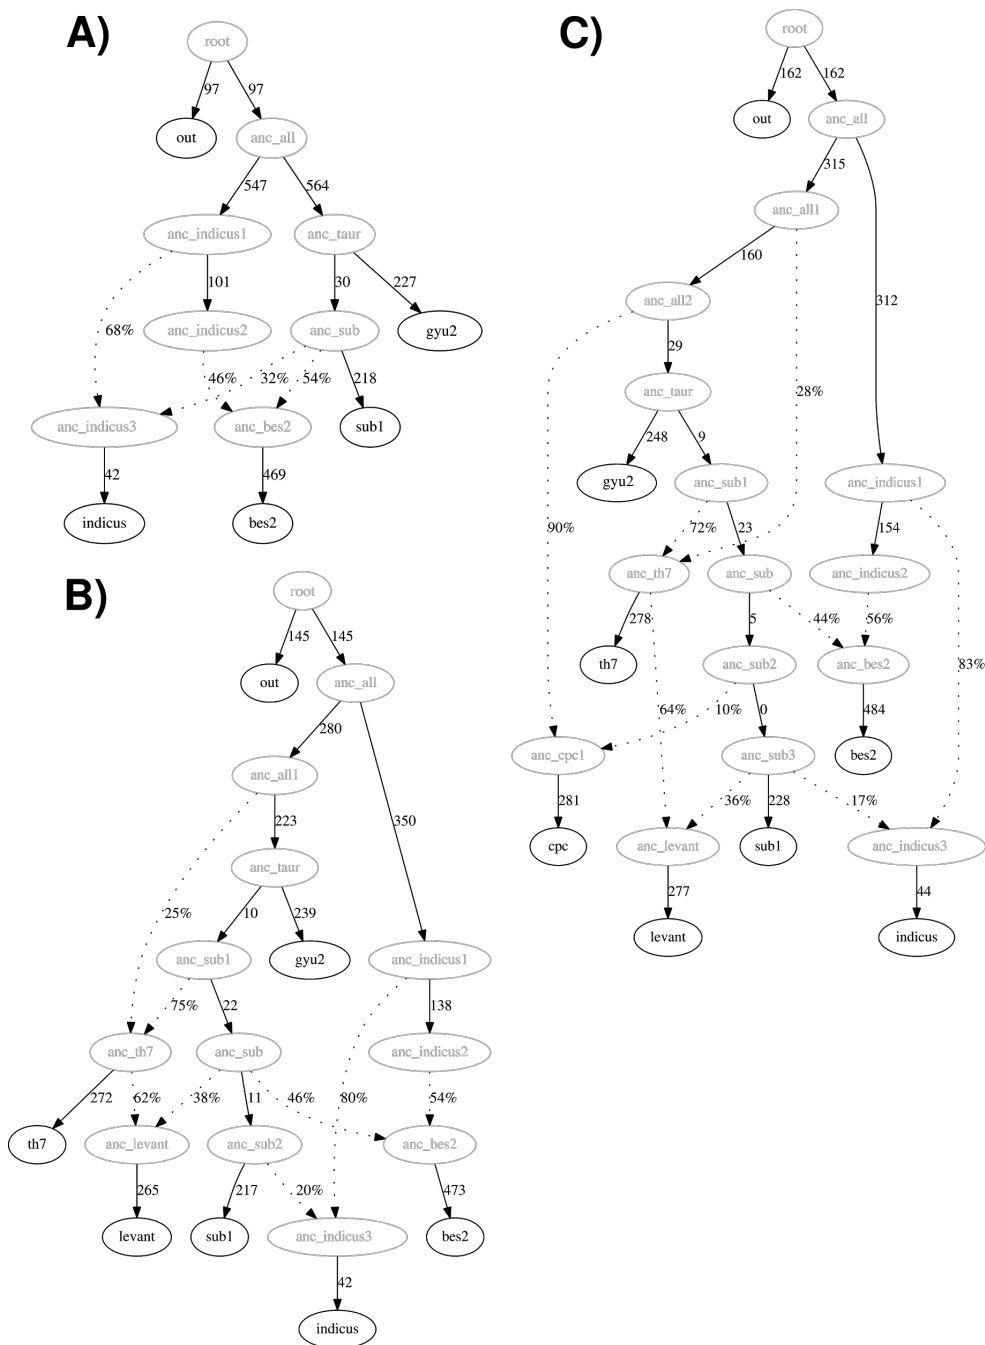 A)
root
97 97
out
anc_all
547 564
anc_indicus1
anc_taur
101 30 227
68%
anc_indicus2
anc_sub
gyu2
46% 32% 54% 218
anc_indicus3
anc_bes2
sub1
42 469
indicus
bes2
B)
root
145 145
out
anc_all
280
anc_all1
223 350
anc_taur
25% 10 239
anc_sub1
gyu2
anc_indicus1
75% 22 138
anc_th7
anc_sub
anc_indicus2
272 62% 38% 11 46% 80% 54%
th7
anc_levant
anc_sub2
anc_bes2
265 217 20% 473
levant
sub1
anc_indicus3
bes2
42
indicus
C)
root
162 162
out
anc_all
315
anc_all1
160
anc_all2
312
29
anc_taur
28%
248 9
gyu2
anc_sub1
anc_indicus1
90% 72% 23 154
anc_th7
anc_sub
anc_indicus2
278 5 44% 56%
th7
anc_sub2
anc_bes2
83%
64% 10% 0 484
anc_cpc1
anc_sub3
bes2
281 36% 228 17%
cpc
anc_levant
sub1
anc_indicus3
277 44
levant
indicus